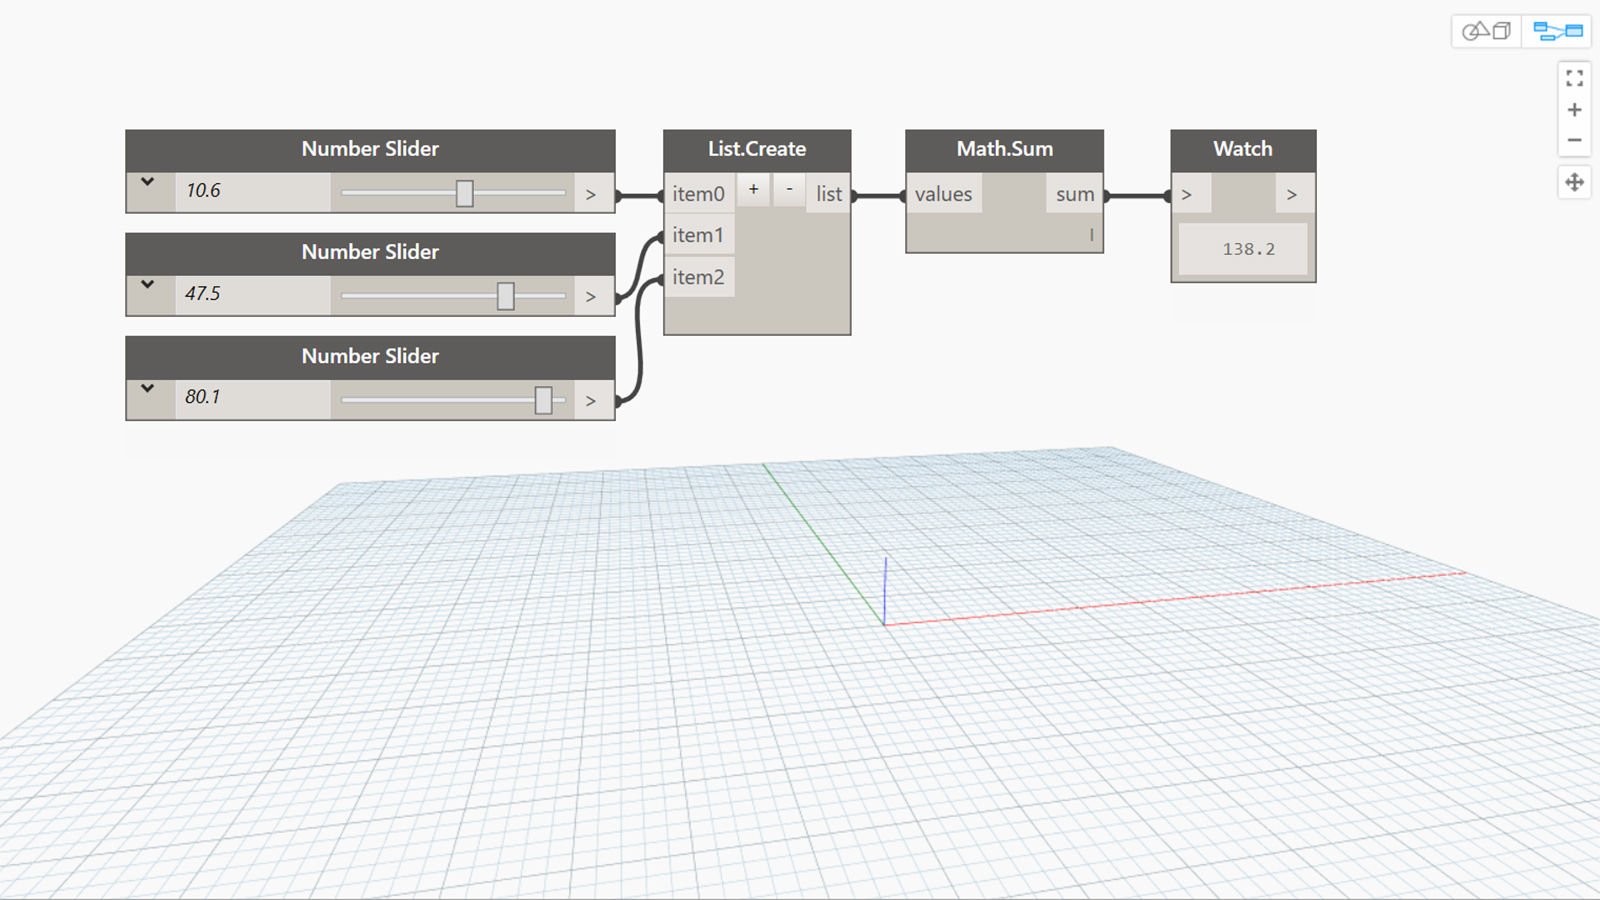 Number Slider
10.6
>
Number Slider
47.5
>
Number Slider
80.1
>
List.Create
item0 + - list
item1
item2
Math.Sum
values sum
l
Watch
> >
138.2
+
-